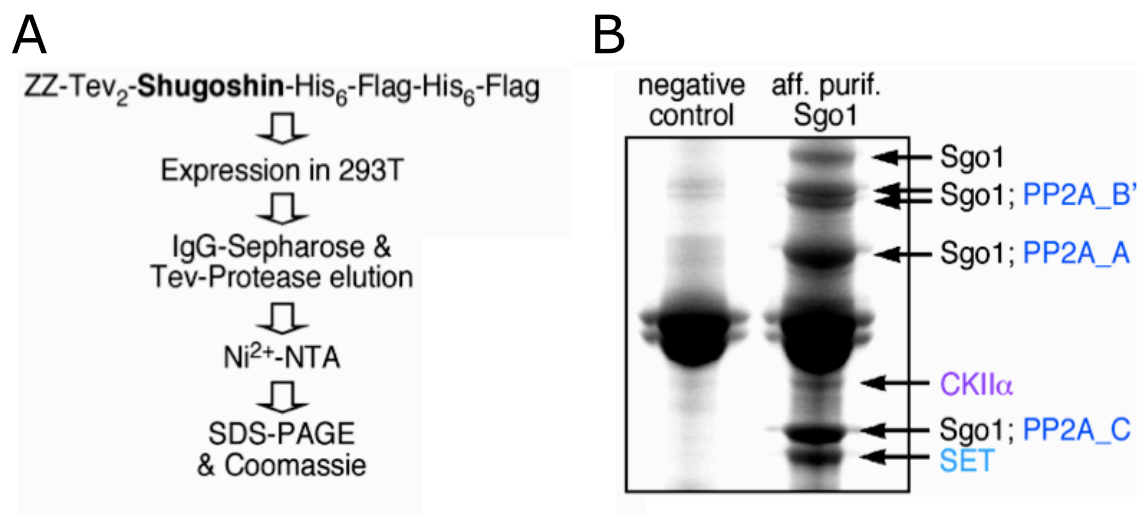 A
ZZ-Tev2-Shugoshin-His6-Flag-His6-Flag
Expression in 293T
IgG-Sepharose &
Tev-Protease elution
Ni2+-NTA
SDS-PAGE
& Coomassie
B
negative
control
aff. purif.
Sgo1
Sgo1
Sgo1; PP2A_B'
Sgo1; PP2A_A
CKIIα
Sgo1; PP2A_C
SET